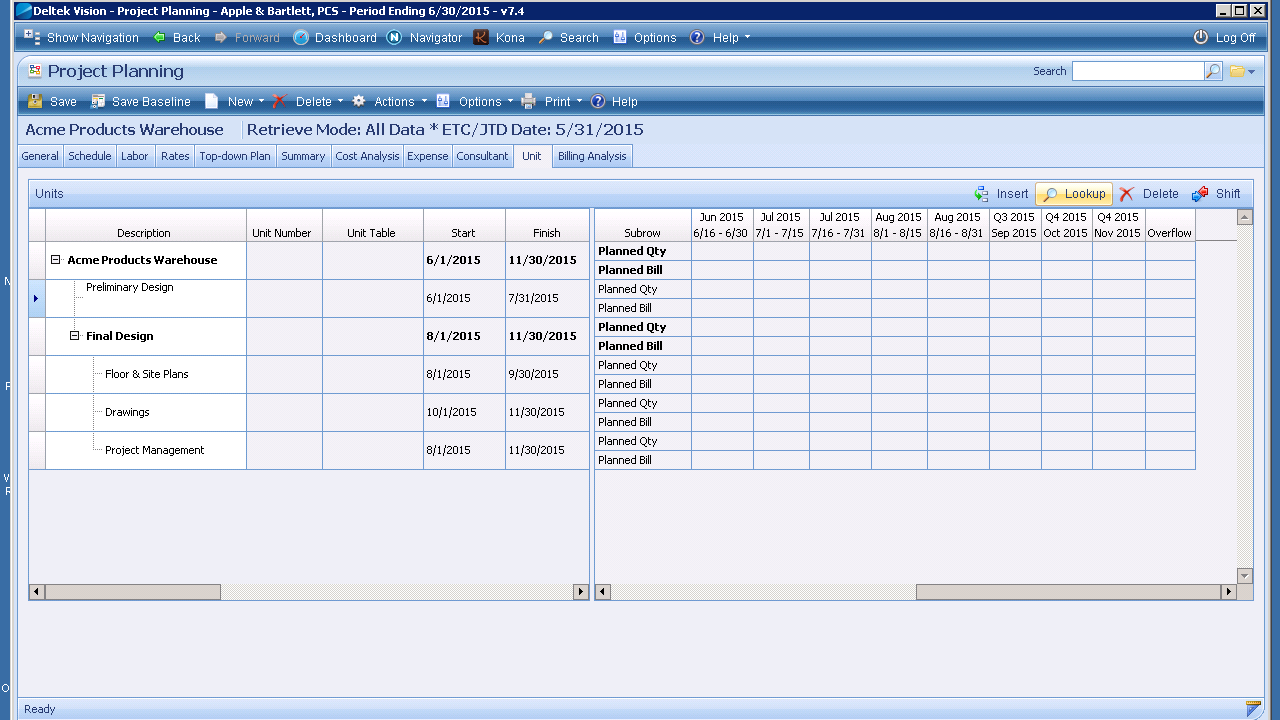 Deltek Vision - Project Planning - Apple & Bartlett, PCS - Period Ending 6/30/2015 - v7.4
Show Navigation Back Forward Dashboard Navigator Kona Search Options Help Log Off
Project Planning Search
Save Save Baseline New Delete Actions Options Print Help
Acme Products Warehouse Retrieve Mode: All Data * ETC/JTD Date: 5/31/2015
General Schedule Labor Rates Top-down Plan Summary Cost Analysis Expense Consultant Unit Billing Analysis
Units Insert Lookup Delete Shift
Jun 2015 Jul 2015 Jul 2015 Aug 2015 Aug 2015 Q3 2015 Q4 2015 Q4 2015
Description Unit Number Unit Table Start Finish Subrow 6/16 - 6/30 7/1 - 7/15 7/16 - 7/31 8/1 - 8/15 8/16 - 8/31 Sep 2015 Oct 2015 Nov 2015 Overflow
Acme Products Warehouse 6/1/2015 11/30/2015 Planned Qty
Planned Bill
Preliminary Design 6/1/2015 7/31/2015 Planned Qty
Planned Bill
Final Design 8/1/2015 11/30/2015 Planned Qty
Planned Bill
Floor & Site Plans 8/1/2015 9/30/2015 Planned Qty
Planned Bill
Drawings 10/1/2015 11/30/2015 Planned Qty
Planned Bill
Project Management 8/1/2015 11/30/2015 Planned Qty
Planned Bill
Ready